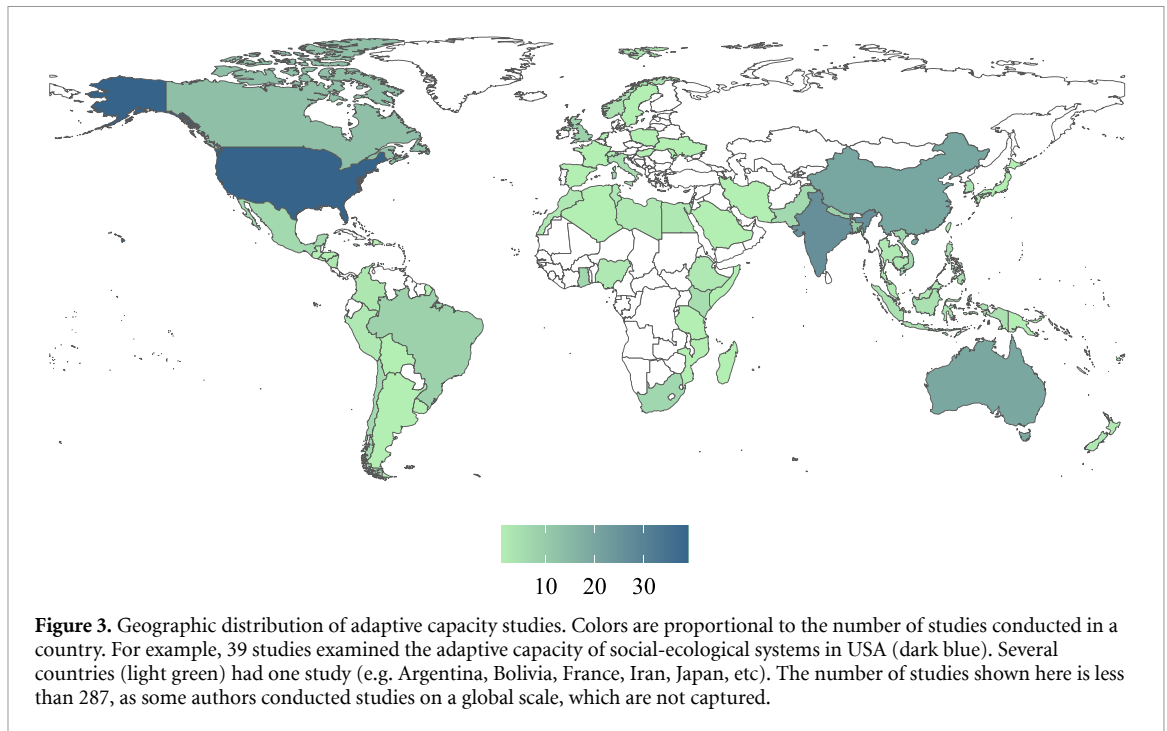 10 20 30
Figure 3. Geographic distribution of adaptive capacity studies. Colors are proportional to the number of studies conducted in a
country. For example, 39 studies examined the adaptive capacity of social-ecological systems in USA (dark blue). Several
countries (light green) had one study (e.g. Argentina, Bolivia, France, Iran, Japan, etc). The number of studies shown here is less
than 287, as some authors conducted studies on a global scale, which are not captured.